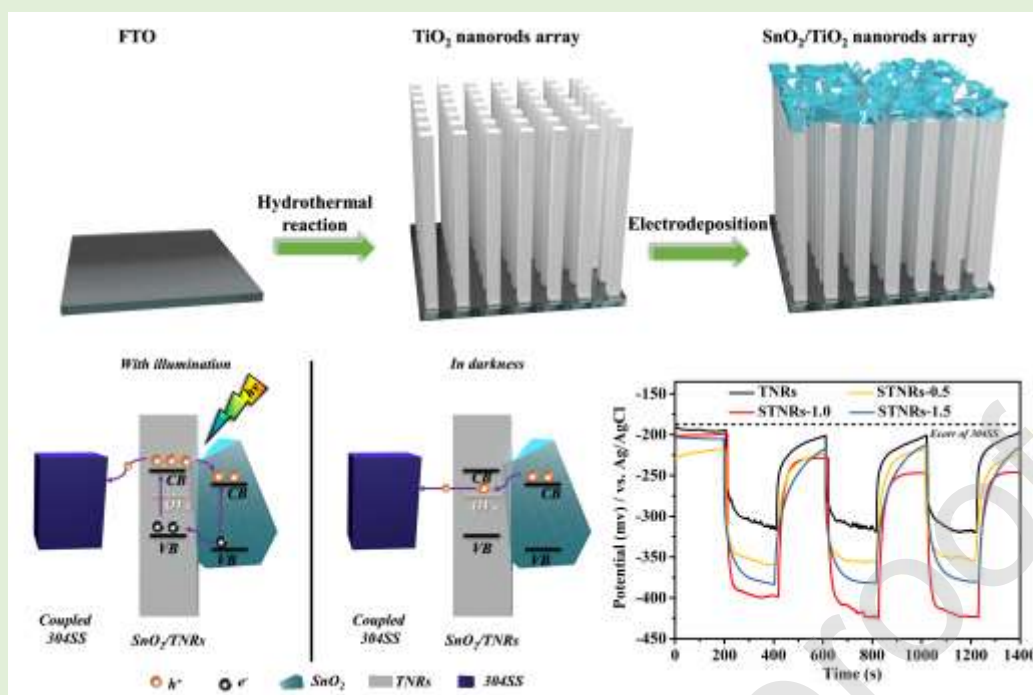 FTO
TiO₂ nanorods array
SnO₂/TiO₂ nanorods array
Hydrothermal
reaction
Electrodeposition
With illumination
In darkness
hv
CB
CB
VB
VB
CB
CB
VB
Coupled
304SS
SnO₂/TNRs
Coupled
304SS
SnO₂/TNRs
h⁺
e⁻
SnO₂
TNRs
304SS
TNRs
STNRs-0.5
STNRs-1.0
STNRs-1.5
Ecorr of 304SS
Potential (mv) / vs. Ag/AgCl
-150
-200
-250
-300
-350
-400
-450
0 200 400 600 800 1000 1200 1400
Time (s)